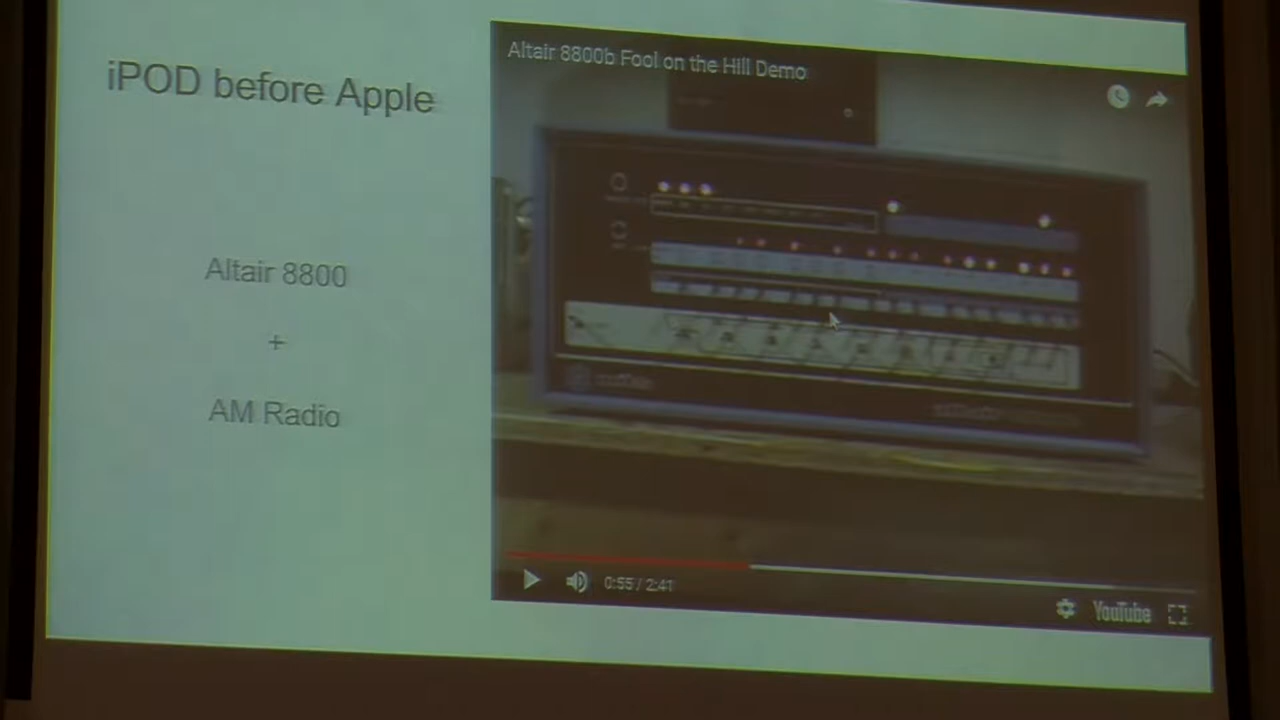 iPOD before Apple
Altair 8800
+
AM Radio
Altair 8800b Fool on the Hill Demo
0:55 / 2:41
YouTube